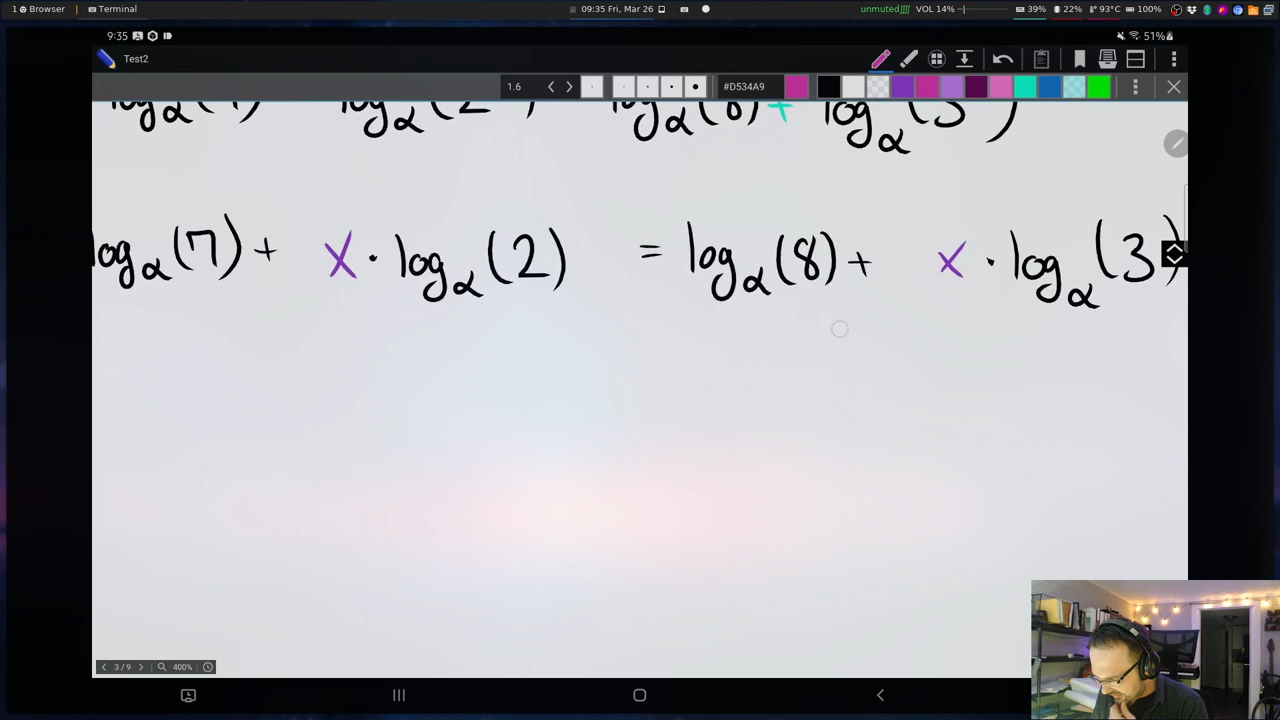 1 Browser Terminal 09:35 Fri, Mar 26 unmuted VOL 14% 39% 22% 93°C 100%
9:35 51%
Test2
1.6 #D534A9
log_α(7) + x · log_α(2) = log_α(8) + x · log_α(3)
3/9 400%